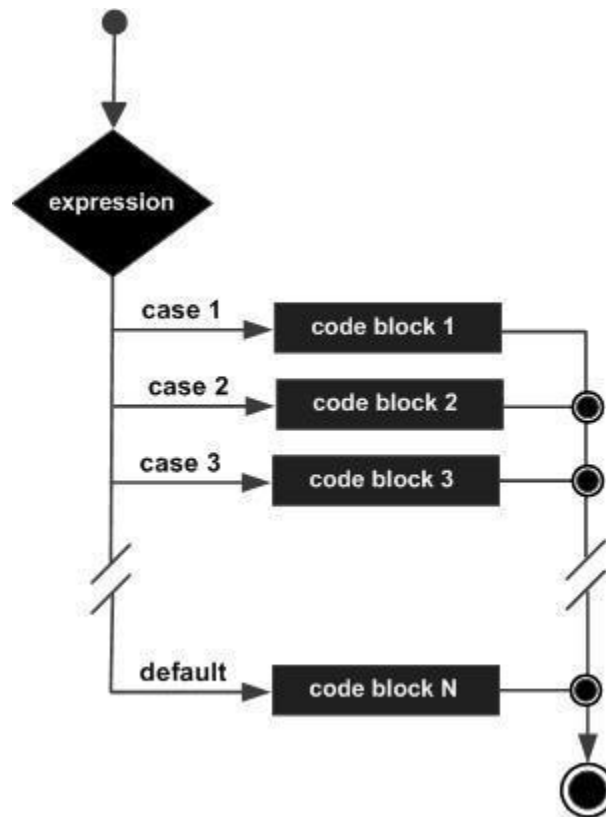 expression
case 1
code block 1
case 2
code block 2
case 3
code block 3
default
code block N